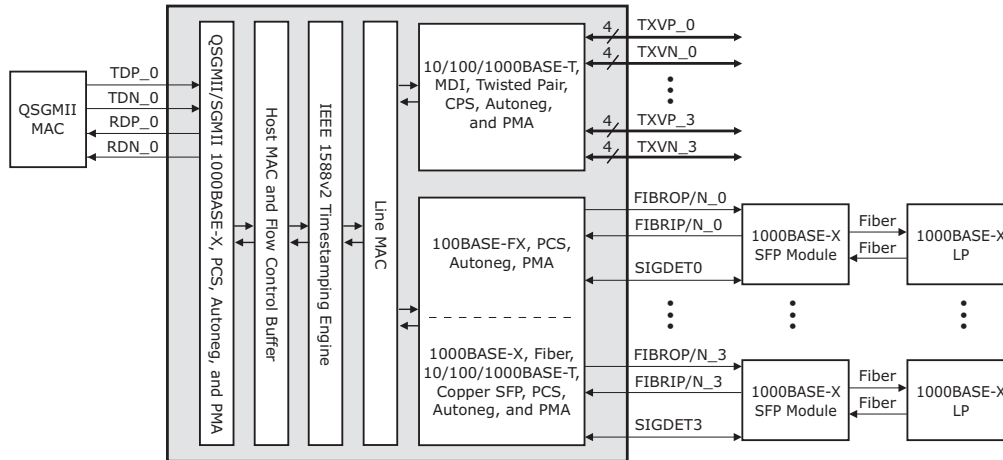 QSGMII
MAC
TDP_0
TDN_0
RDP_0
RDN_0
QSGMII/SGMII 1000BASE-X, PCS, Autoneg, and PMA
Host MAC and Flow Control Buffer
IEEE 1588v2 Timestamping Engine
Line MAC
10/100/1000BASE-T,
MDI, Twisted Pair,
CPS, Autoneg,
and PMA
4
TXVP_0
4
TXVN_0
4
TXVP_3
4
TXVN_3
100BASE-FX, PCS,
Autoneg, PMA
1000BASE-X, Fiber,
10/100/1000BASE-T,
Copper SFP, PCS,
Autoneg, and PMA
FIBROP/N_0
FIBRIP/N_0
SIGDET0
1000BASE-X
SFP Module
Fiber
Fiber
1000BASE-X
LP
FIBROP/N_3
FIBRIP/N_3
SIGDET3
1000BASE-X
SFP Module
Fiber
Fiber
1000BASE-X
LP